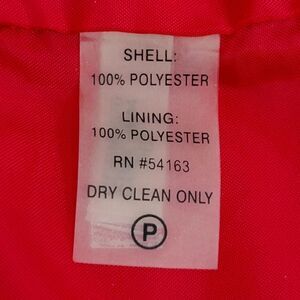 SHELL:
100% POLYESTER
LINING:
100% POLYESTER
RN #54163
DRY CLEAN ONLY
P